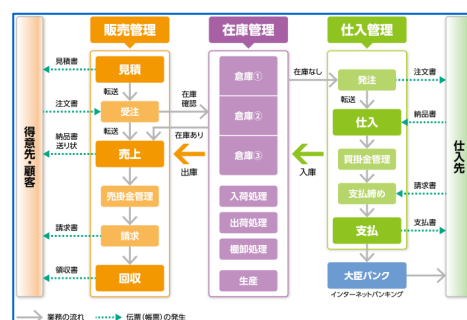 販売管理
在庫管理
仕入管理
得意先・顧客
仕入先
見積書
見積
転送
注文書
受注
在庫
確認
転送
納品書
送り状
売上
在庫あり
出庫
売掛金管理
請求書
請求
領収書
回収
倉庫①
倉庫②
倉庫③
入荷処理
出荷処理
棚卸処理
生産
在庫なし
発注
注文書
転送
納品書
仕入
入庫
買掛金管理
請求書
支払締め
支払書
支払
大臣バンク
インターネットバンキング
業務の流れ
伝票(帳票)の発生